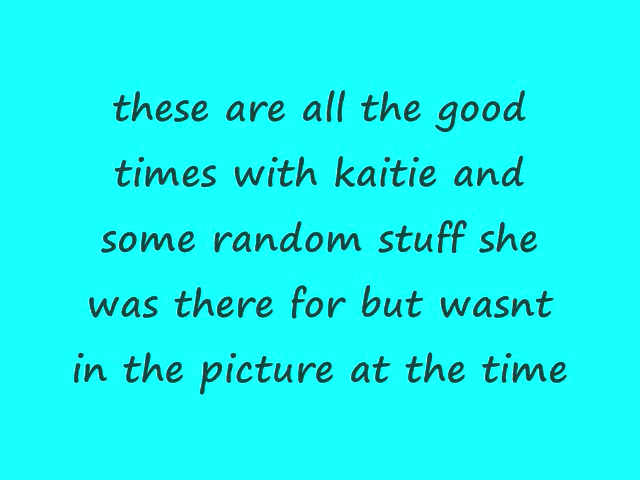 these are all the good
times with kaitie and
some random stuff she
was there for but wasnt
in the picture at the time